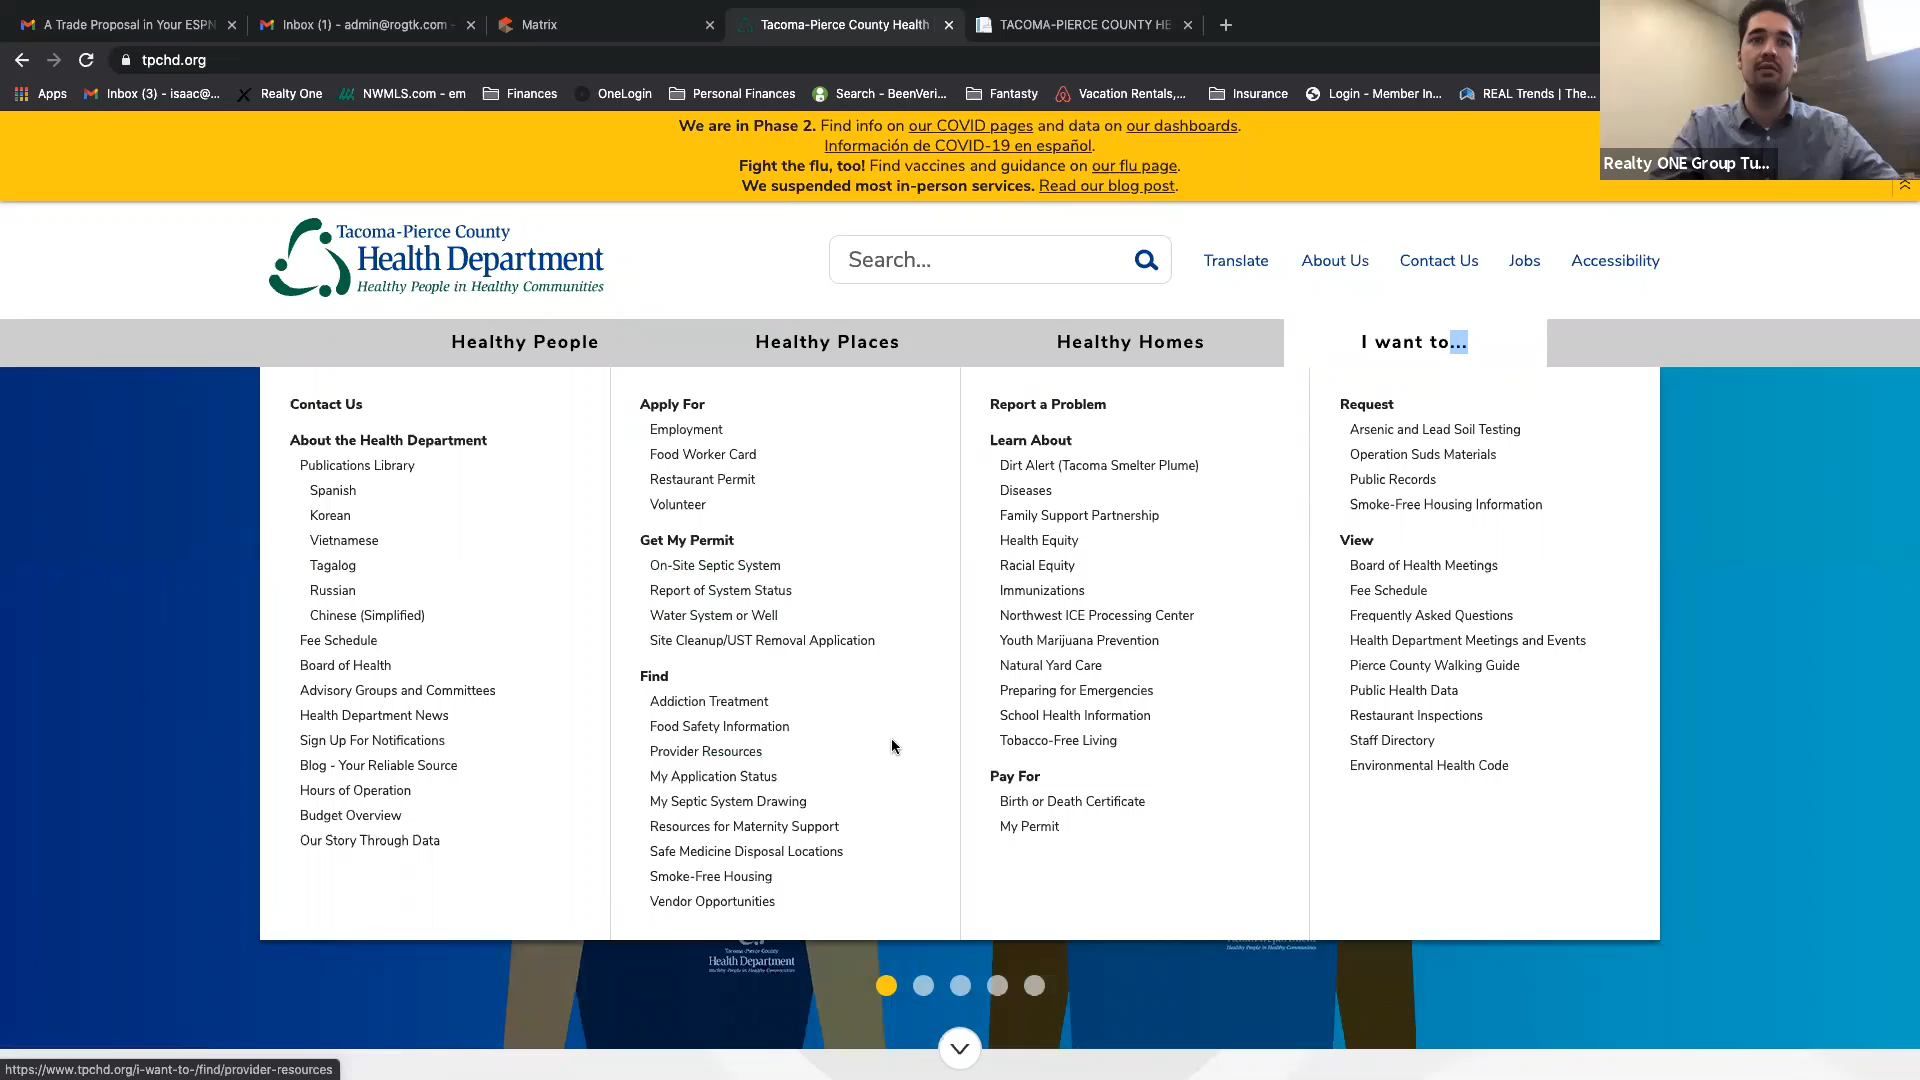 A Trade Proposal in Your ESPN
Inbox (1) - admin@rogtk.com -
Matrix
Tacoma-Pierce County Health
TACOMA-PIERCE COUNTY HE
tpchd.org
Apps
Inbox (3) - isaac@...
Realty One
NWMLS.com - em
Finances
OneLogin
Personal Finances
Search - BeenVeri...
Fantasty
Vacation Rentals,...
Insurance
Login - Member In...
REAL Trends | The...
We are in Phase 2. Find info on our COVID pages and data on our dashboards.
Información de COVID-19 en español.
Fight the flu, too! Find vaccines and guidance on our flu page.
We suspended most in-person services. Read our blog post.
Realty ONE Group Tu...
Tacoma-Pierce County
Health Department
Healthy People in Healthy Communities
Search...
Translate
About Us
Contact Us
Jobs
Accessibility
Healthy People
Healthy Places
Healthy Homes
I want to...
Contact Us
About the Health Department
Publications Library
Spanish
Korean
Vietnamese
Tagalog
Russian
Chinese (Simplified)
Fee Schedule
Board of Health
Advisory Groups and Committees
Health Department News
Sign Up For Notifications
Blog - Your Reliable Source
Hours of Operation
Budget Overview
Our Story Through Data
Apply For
Employment
Food Worker Card
Restaurant Permit
Volunteer
Get My Permit
On-Site Septic System
Report of System Status
Water System or Well
Site Cleanup/UST Removal Application
Find
Addiction Treatment
Food Safety Information
Provider Resources
My Application Status
My Septic System Drawing
Resources for Maternity Support
Safe Medicine Disposal Locations
Smoke-Free Housing
Vendor Opportunities
Report a Problem
Learn About
Dirt Alert (Tacoma Smelter Plume)
Diseases
Family Support Partnership
Health Equity
Racial Equity
Immunizations
Northwest ICE Processing Center
Youth Marijuana Prevention
Natural Yard Care
Preparing for Emergencies
School Health Information
Tobacco-Free Living
Pay For
Birth or Death Certificate
My Permit
Request
Arsenic and Lead Soil Testing
Operation Suds Materials
Public Records
Smoke-Free Housing Information
View
Board of Health Meetings
Fee Schedule
Frequently Asked Questions
Health Department Meetings and Events
Pierce County Walking Guide
Public Health Data
Restaurant Inspections
Staff Directory
Environmental Health Code
Tacoma-Pierce County
Health Department
Healthy People in Healthy Communities
Healthy People in Healthy Communities
https://www.tpchd.org/i-want-to-/find/provider-resources